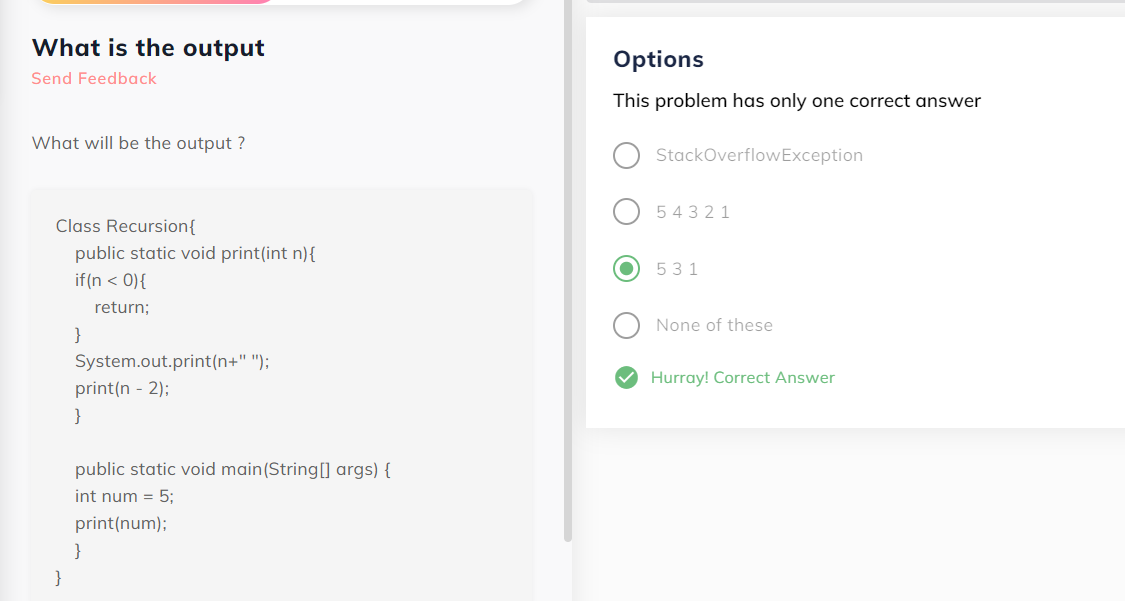 What is the output
Send Feedback
What will be the output ?
Class Recursion{
public static void print(int n){
if(n < 0){
return;
}
System.out.print(n+" ");
print(n - 2);
}
public static void main(String[] args) {
int num = 5;
print(num);
}
}
Options
This problem has only one correct answer
StackOverflowException
5 4 3 2 1
5 3 1
None of these
Hurray! Correct Answer